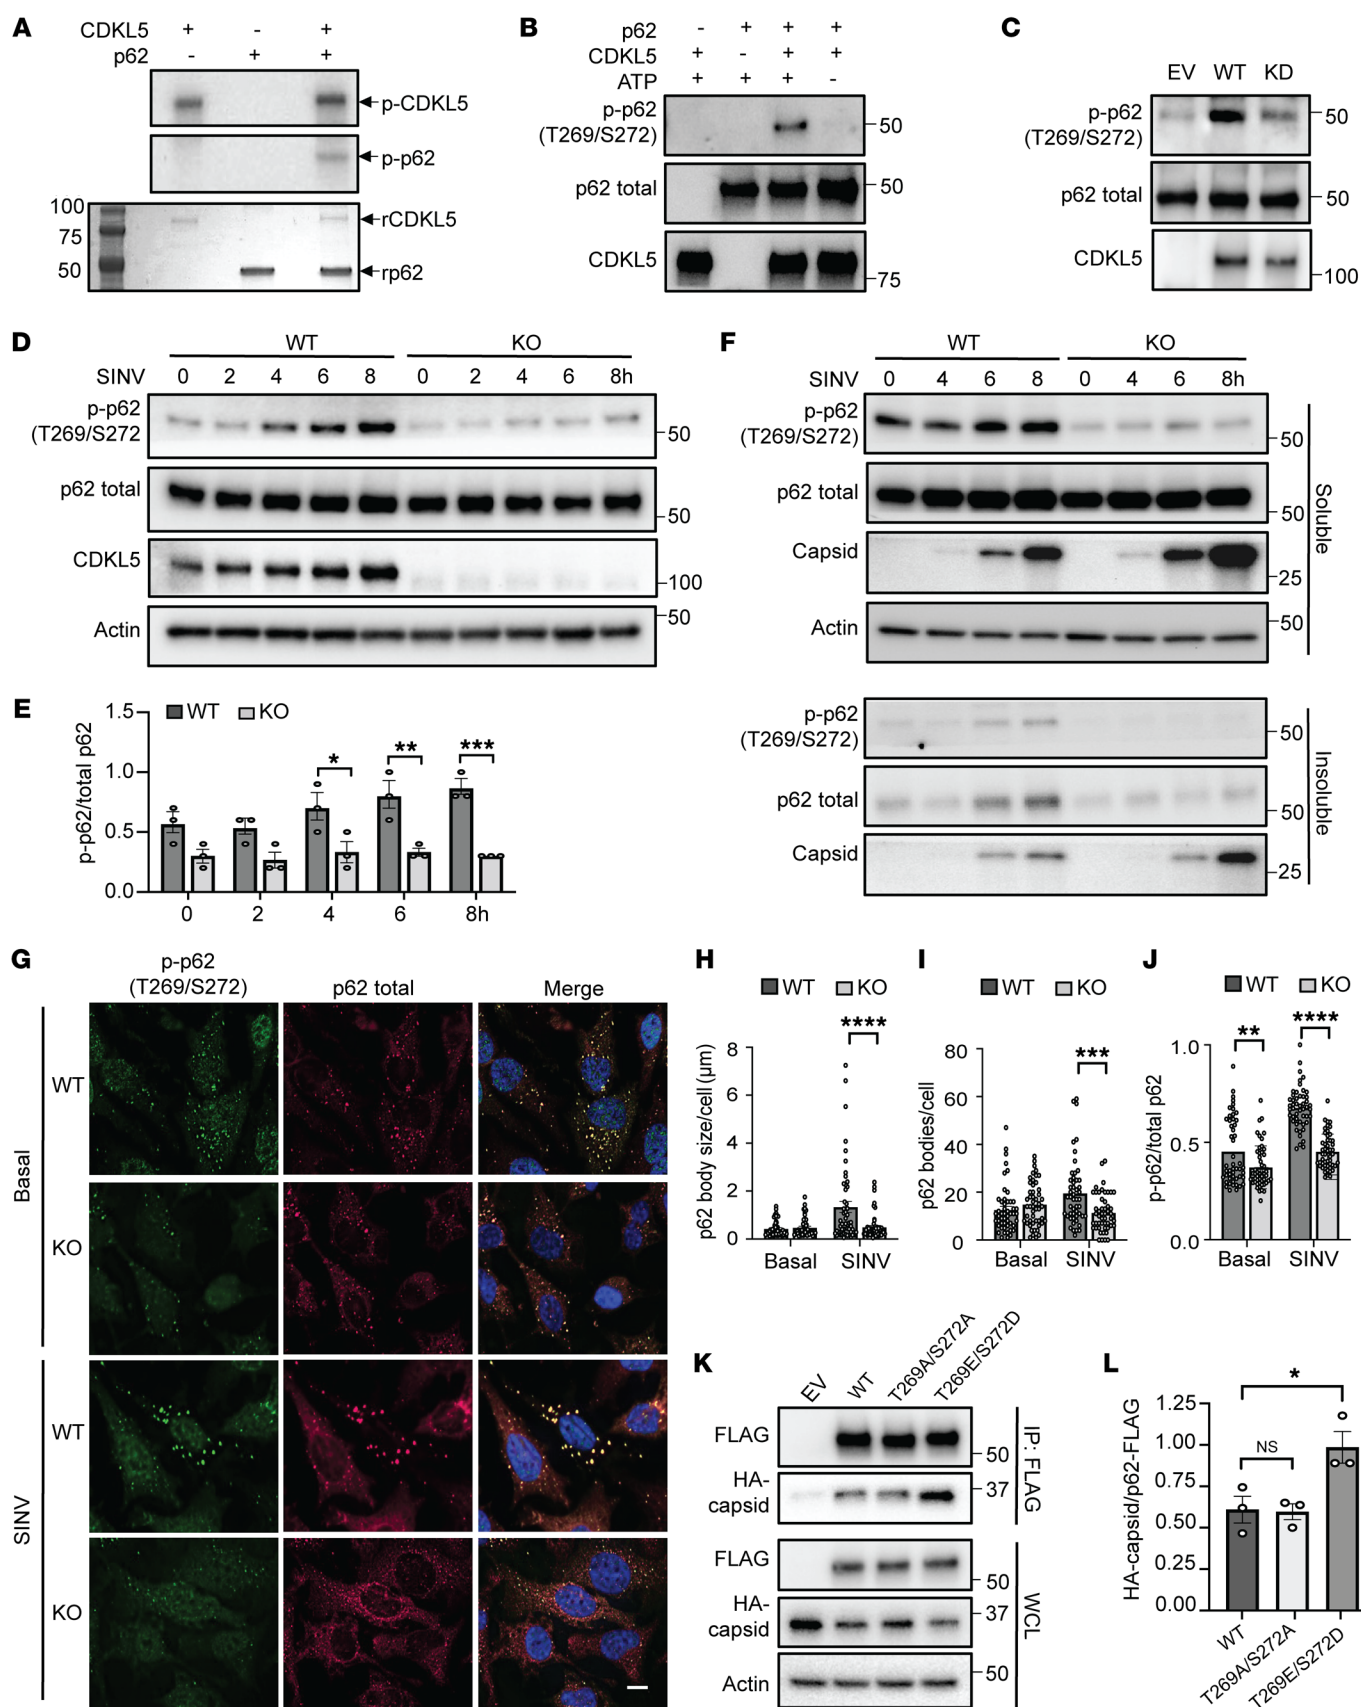 A
CDKL5 + - +
p62 - + +
p-CDKL5
p-p62
100
75
50
rCDKL5
rp62
B
p62 - + + +
CDKL5 + - + +
ATP + + + -
p-p62
(T269/S272)
50
p62 total
50
CDKL5
75
C
EV WT KD
p-p62
(T269/S272)
50
p62 total
50
CDKL5
100
D
WT KO
SINV 0 2 4 6 8 0 2 4 6 8h
p-p62
(T269/S272
50
p62 total
50
CDKL5
100
Actin
50
E
WT KO
p-p62/total p62
1.5
1.0
0.5
0.0
* ** ***
0 2 4 6 8h
F
WT KO
SINV 0 4 6 8 0 4 6 8h
p-p62
(T269/S272)
50
p62 total
50
Capsid
25
Actin
50
Soluble
p-p62
(T269/S272)
50
p62 total
50
Capsid
25
Insoluble
G
p-p62
(T269/S272)
p62 total
Merge
Basal
WT
KO
SINV
WT
KO
H
WT KO
p62 body size/cell (μm)
8
6
4
2
0
****
Basal SINV
I
WT KO
p62 bodies/cell
80
60
40
20
0
***
Basal SINV
J
WT KO
p-p62/total p62
1.0
0.5
0.0
** ****
Basal SINV
K
EV WT T269A/S272A T269E/S272D
FLAG
50
HA-
capsid
37
IP: FLAG
FLAG
50
HA-
capsid
37
Actin
50
WCL
L
HA-capsid/p62-FLAG
1.25
1.00
0.75
0.50
0.25
0.00
*
NS
WT T269A/S272A T269E/S272D